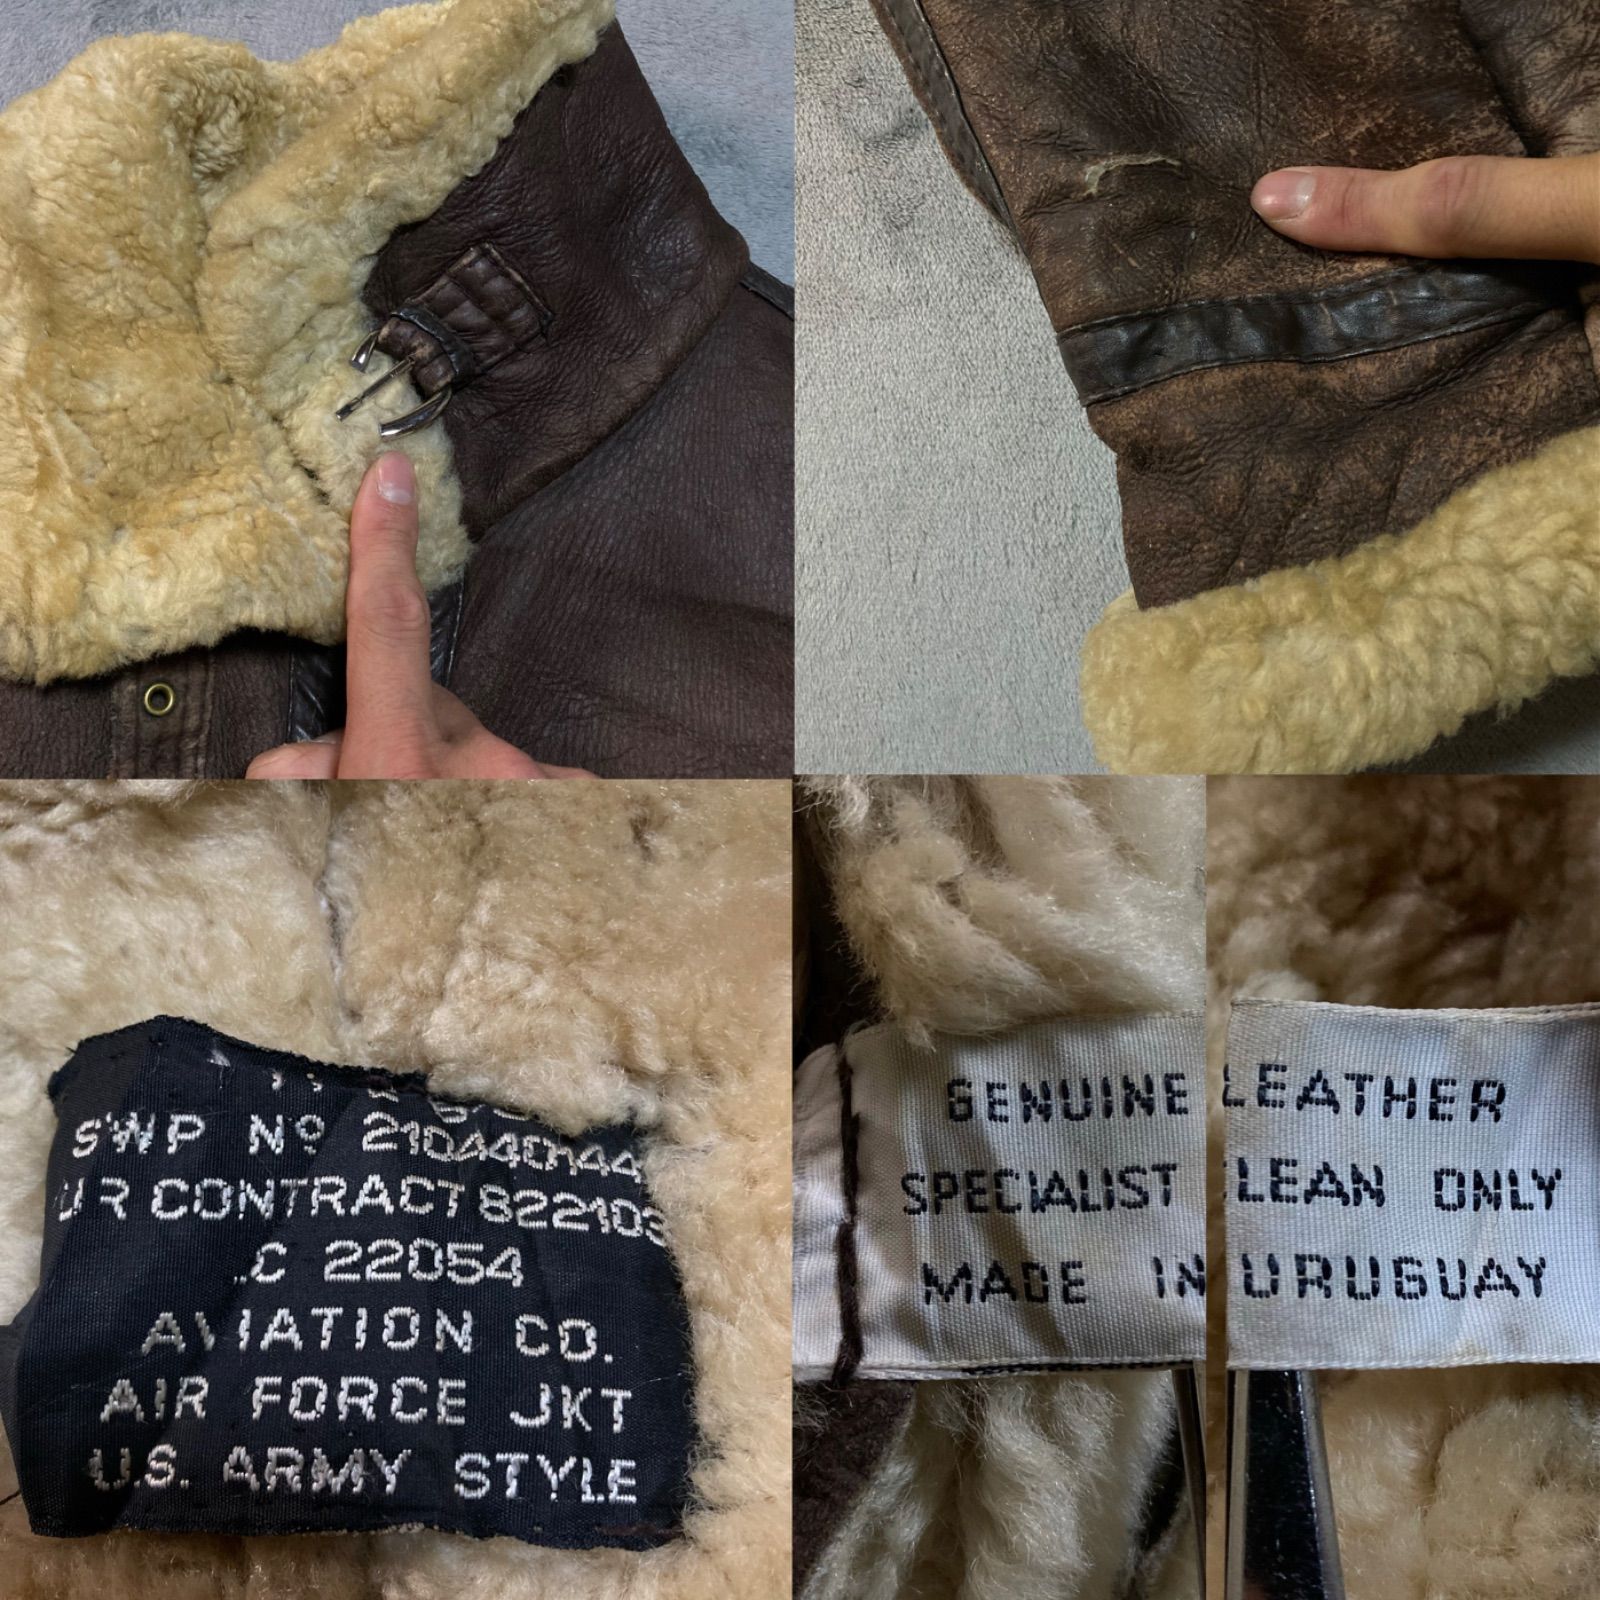 SWP Nº 210440144
UR CONTRACT 822103
.C 22054
AVIATION CO.
AIR FORCE JKT
U.S. ARMY STYLE
GENUINE LEATHER
SPECIALIST CLEAN ONLY
MADE IN URUGUAY